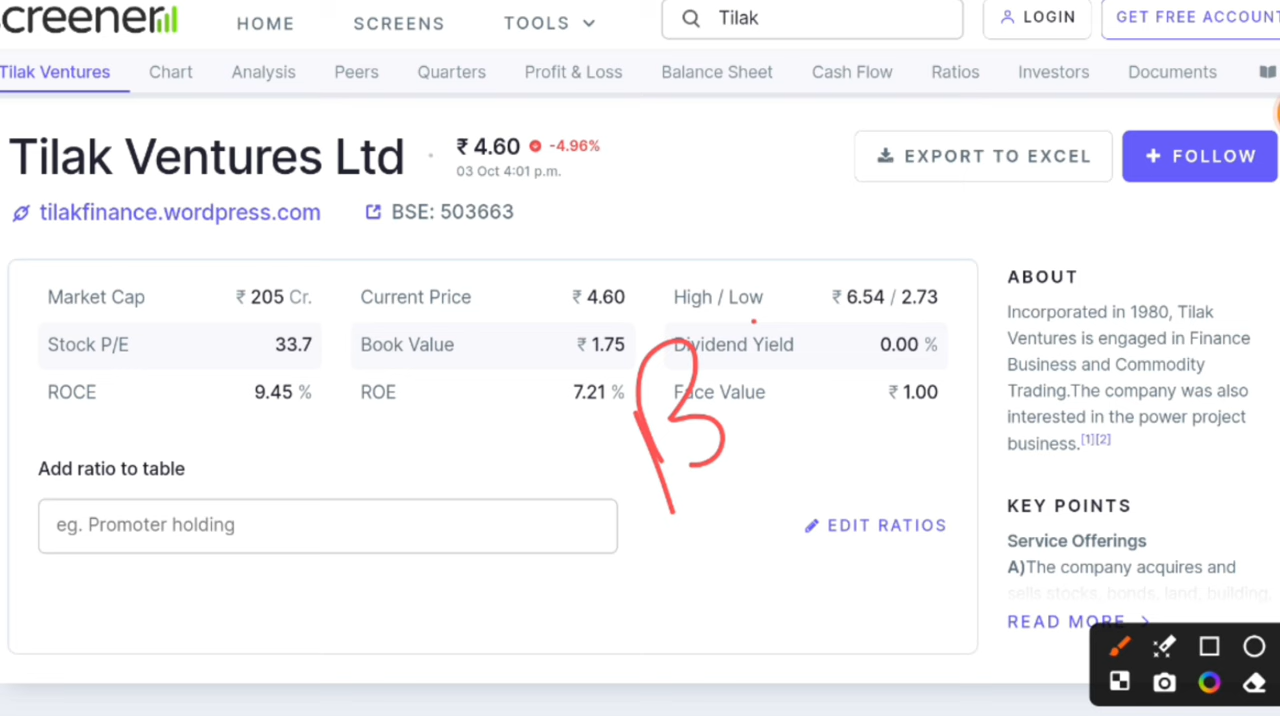 creener
HOME SCREENS TOOLS
Tilak
LOGIN
GET FREE ACCOUNT
Tilak Ventures Chart Analysis Peers Quarters Profit & Loss Balance Sheet Cash Flow Ratios Investors Documents
Tilak Ventures Ltd
₹ 4.60 -4.96%
03 Oct 4:01 p.m.
EXPORT TO EXCEL
+ FOLLOW
tilakfinance.wordpress.com
BSE: 503663
Market Cap ₹ 205 Cr.
Current Price ₹ 4.60
High / Low ₹ 6.54 / 2.73
Stock P/E 33.7
Book Value ₹ 1.75
Dividend Yield 0.00 %
ROCE 9.45 %
ROE 7.21 %
Face Value ₹ 1.00
Add ratio to table
eg. Promoter holding
EDIT RATIOS
ABOUT
Incorporated in 1980, Tilak
Ventures is engaged in Finance
Business and Commodity
Trading.The company was also
interested in the power project
business.[1][2]
KEY POINTS
Service Offerings
A)The company acquires and
sells stocks, bonds, land, building,
READ MORE